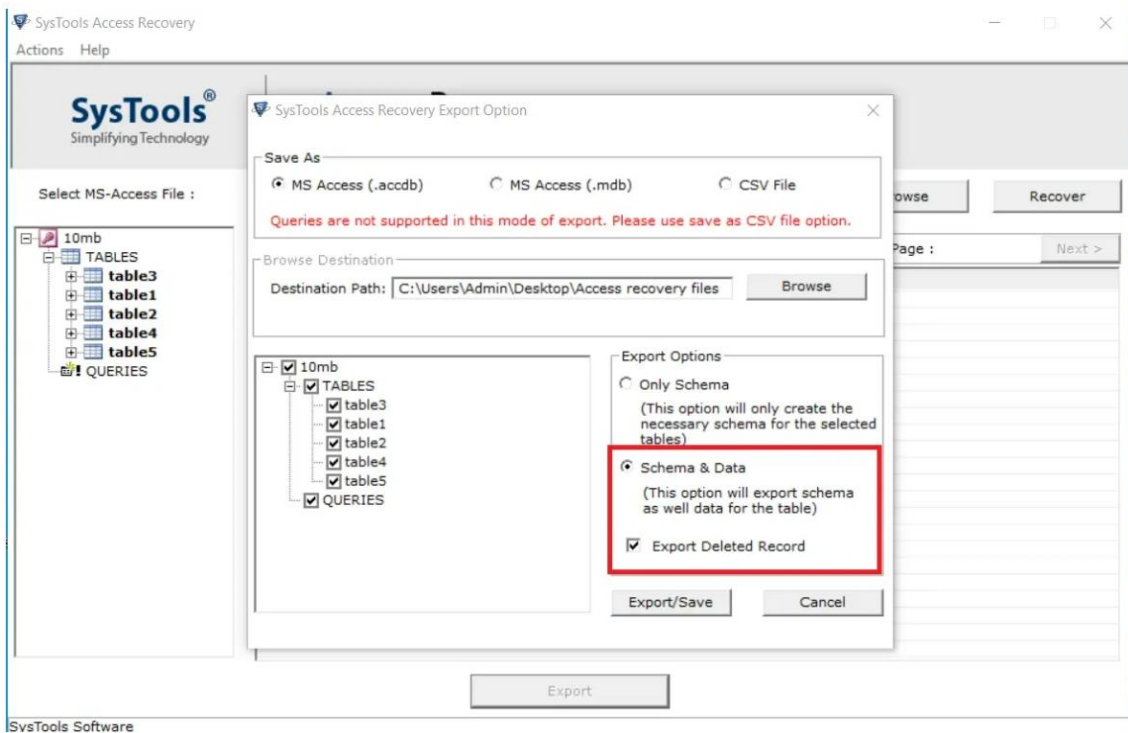 SysTools Access Recovery
Actions Help
SysTools®
Simplifying Technology
Select MS-Access File :
Recover
Page :
Next >
10mb
TABLES
table3
table1
table2
table4
table5
QUERIES
SysTools Access Recovery Export Option
Save As
MS Access (.accdb) MS Access (.mdb) CSV File
Queries are not supported in this mode of export. Please use save as CSV file option.
Browse Destination
Destination Path: C:\Users\Admin\Desktop\Access recovery files Browse
10mb
TABLES
table3
table1
table2
table4
table5
QUERIES
Export Options
Only Schema
(This option will only create the
necessary schema for the selected
tables)
Schema & Data
(This option will export schema
as well data for the table)
Export Deleted Record
Export/Save Cancel
Export
SysTools Software